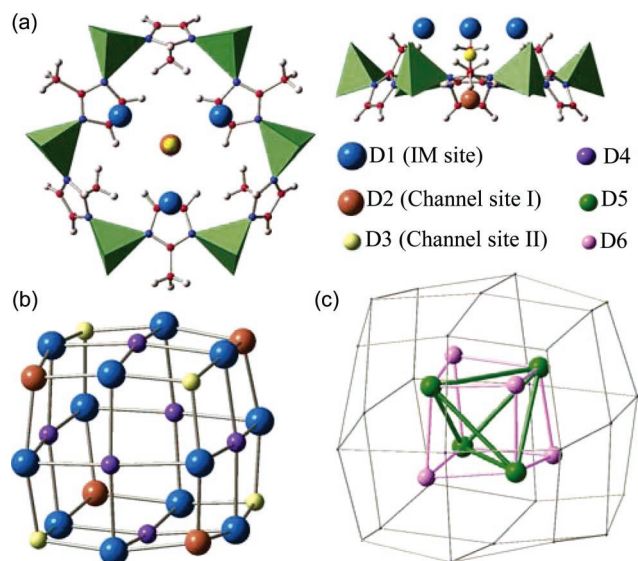 (a)
D1 (IM site)
D4
D2 (Channel site I)
D5
D3 (Channel site II)
D6
(b)
(c)